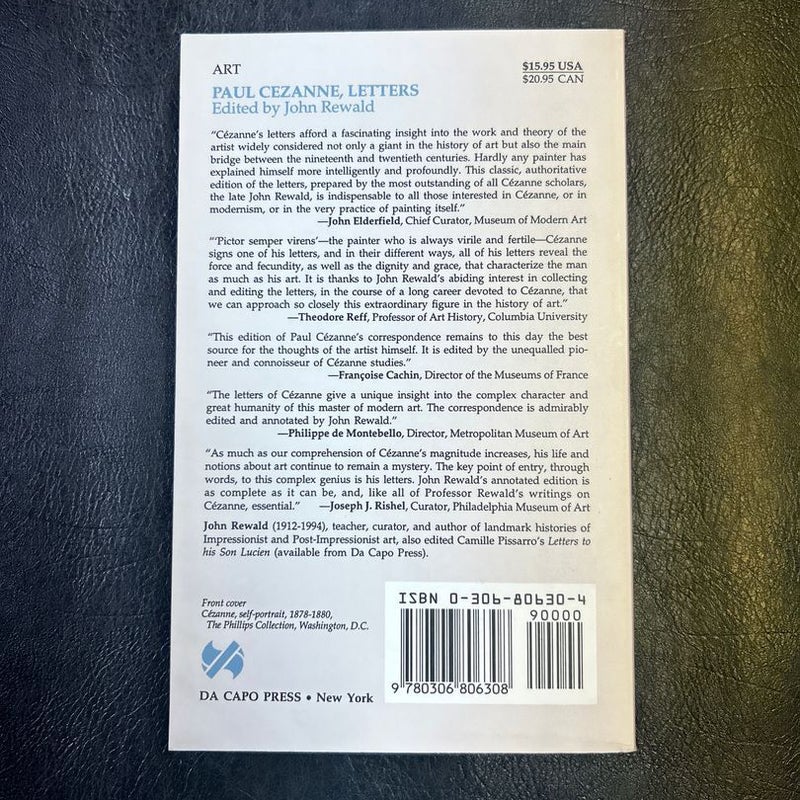 ART
$15.95 USA
$20.95 CAN
PAUL CEZANNE, LETTERS
Edited by John Rewald
“Cézanne’s letters afford a fascinating insight into the work and theory of the
artist widely considered not only a giant in the history of art but also the main
bridge between the nineteenth and twentieth centuries. Hardly any painter has
explained himself more intelligently and profoundly. This classic, authoritative
edition of the letters, prepared by the most outstanding of all Cézanne scholars,
the late John Rewald, is indispensable to all those interested in Cézanne, or in
modernism, or in the very practice of painting itself.”
—John Elderfield, Chief Curator, Museum of Modern Art
“‘Pictor semper virens’—the painter who is always virile and fertile—Cézanne
signs one of his letters, and in their different ways, all of his letters reveal the
force and fecundity, as well as the dignity and grace, that characterize the man
as much as his art. It is thanks to John Rewald’s abiding interest in collecting
and editing the letters, in the course of a long career devoted to Cézanne, that
we can approach so closely this extraordinary figure in the history of art.”
—Theodore Reff, Professor of Art History, Columbia University
“This edition of Paul Cézanne’s correspondence remains to this day the best
source for the thoughts of the artist himself. It is edited by the unequalled pio-
neer and connoisseur of Cézanne studies.”
—Françoise Cachin, Director of the Museums of France
“The letters of Cézanne give a unique insight into the complex character and
great humanity of this master of modern art. The correspondence is admirably
edited and annotated by John Rewald.”
—Philippe de Montebello, Director, Metropolitan Museum of Art
“As much as our comprehension of Cézanne’s magnitude increases, his life and
notions about art continue to remain a mystery. The key point of entry, through
words, to this complex genius is his letters. John Rewald’s annotated edition is
as complete as it can be, and, like all of Professor Rewald’s writings on
Cézanne, essential.” —Joseph J. Rishel, Curator, Philadelphia Museum of Art
John Rewald (1912-1994), teacher, curator, and author of landmark histories of
Impressionist and Post-Impressionist art, also edited Camille Pissarro’s Letters to
his Son Lucien (available from Da Capo Press).
Front cover
Cézanne, self-portrait, 1878-1880,
The Phillips Collection, Washington, D.C.
DA CAPO PRESS • New York
ISBN 0-306-80630-4
90000
9 780306 806308